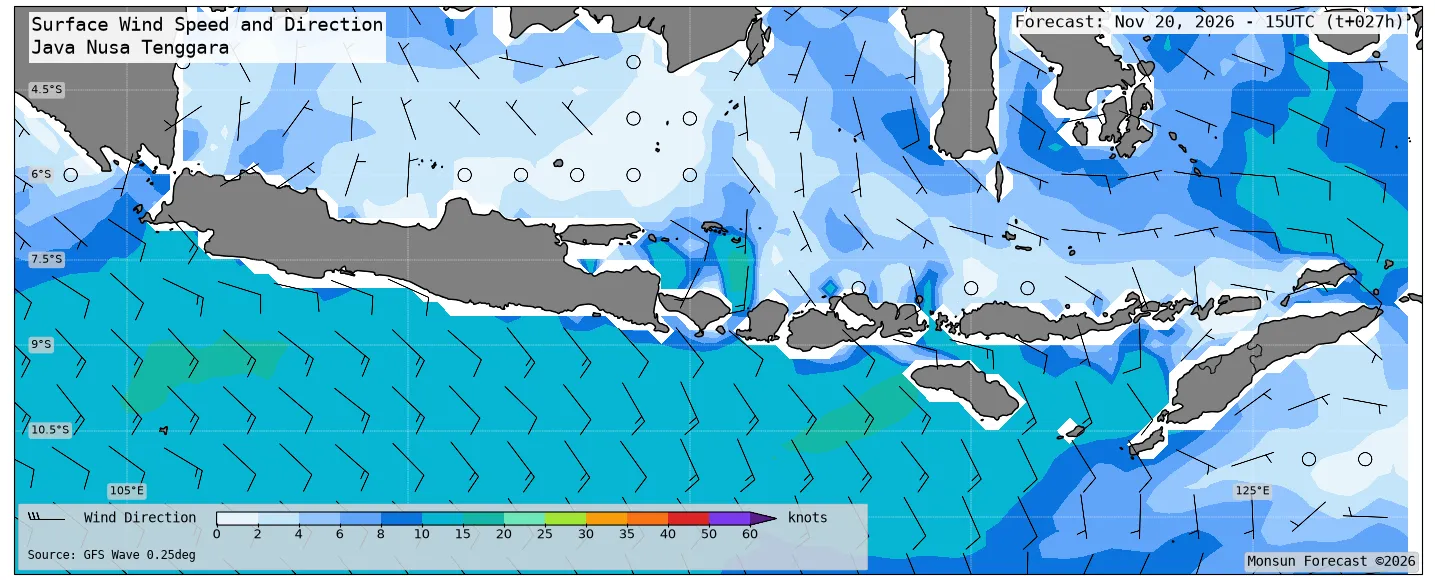 Surface Wind Speed and Direction
Java Nusa Tenggara
Forecast: Nov 20, 2026 - 15UTC (t+027h)
4.5°S
6°S
7.5°S
9°S
10.5°S
105°E
125°E
Wind Direction
0 2 4 6 8 10 15 20 25 30 35 40 50 60
knots
Source: GFS Wave 0.25deg
Monsun Forecast ©2026